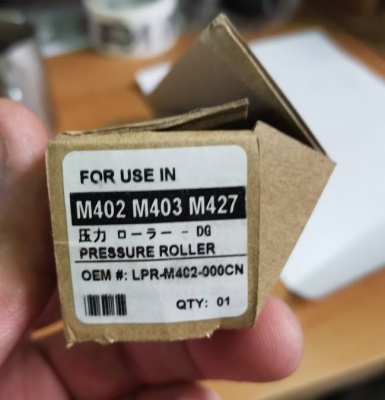 FOR USE IN
M402 M403 M427
圧力 ローラー - DG
PRESSURE ROLLER
OEM #: LPR-M402-000CN
QTY: 01